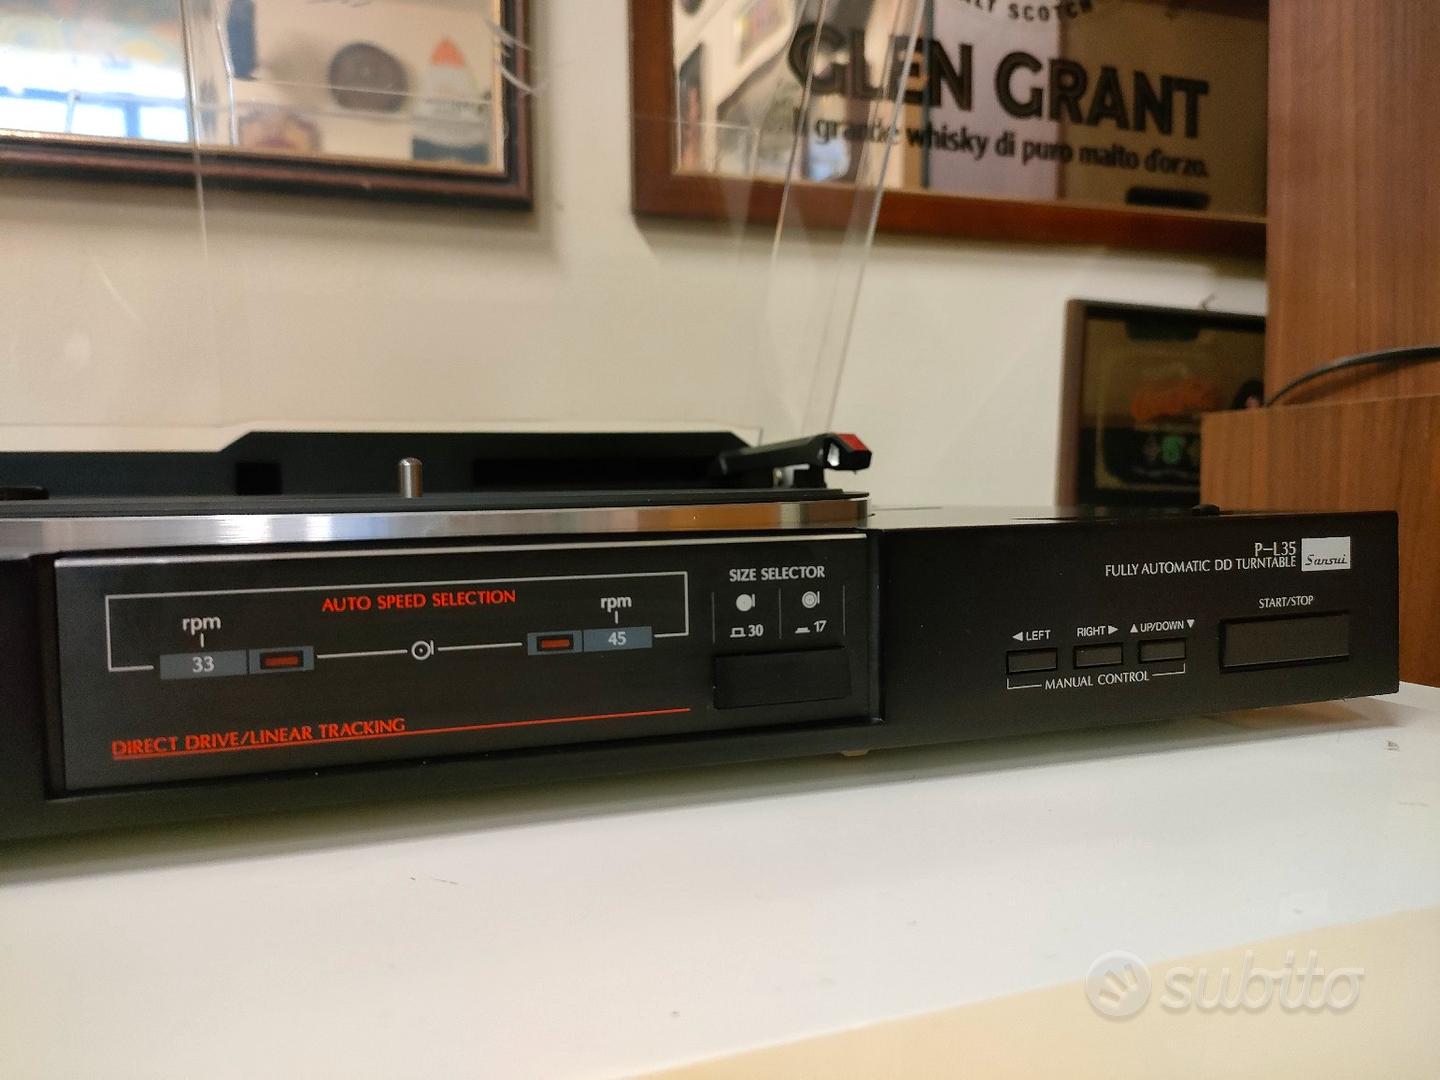 GLEN GRANT
Il grande whisky di puro malto d'orzo.
P-L35
FULLY AUTOMATIC DD TURNTABLE
Sansui
AUTO SPEED SELECTION
rpm
33
rpm
45
SIZE SELECTOR
30
17
DIRECT DRIVE/LINEAR TRACKING
◀ LEFT
RIGHT ▶
▲ UP/DOWN ▼
MANUAL CONTROL
START/STOP
subito